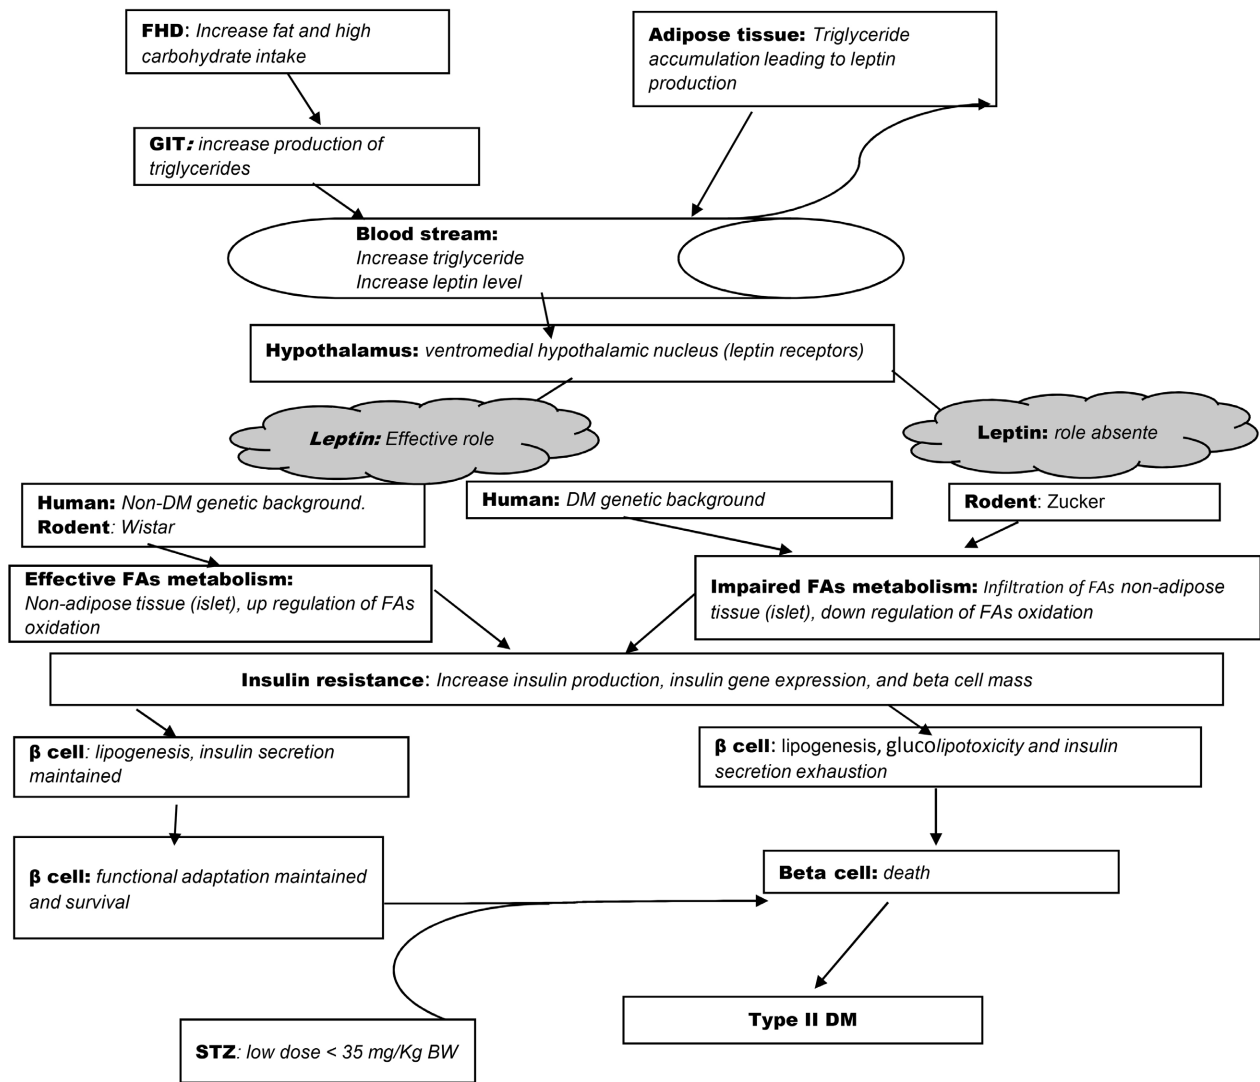 FHD: Increase fat and high
carbohydrate intake
Adipose tissue: Triglyceride
accumulation leading to leptin
production
GIT: increase production of
triglycerides
Blood stream:
Increase triglyceride
Increase leptin level
Hypothalamus: ventromedial hypothalamic nucleus (leptin receptors)
Leptin: Effective role
Leptin: role absente
Human: Non-DM genetic background.
Rodent: Wistar
Human: DM genetic background
Rodent: Zucker
Effective FAs metabolism:
Non-adipose tissue (islet), up regulation of FAs
oxidation
Impaired FAs metabolism: Infiltration of FAs non-adipose
tissue (islet), down regulation of FAs oxidation
Insulin resistance: Increase insulin production, insulin gene expression, and beta cell mass
β cell: lipogenesis, insulin secretion
maintained
β cell: lipogenesis, glucolipotoxicity and insulin
secretion exhaustion
β cell: functional adaptation maintained
and survival
Beta cell: death
STZ: low dose < 35 mg/Kg BW
Type II DM